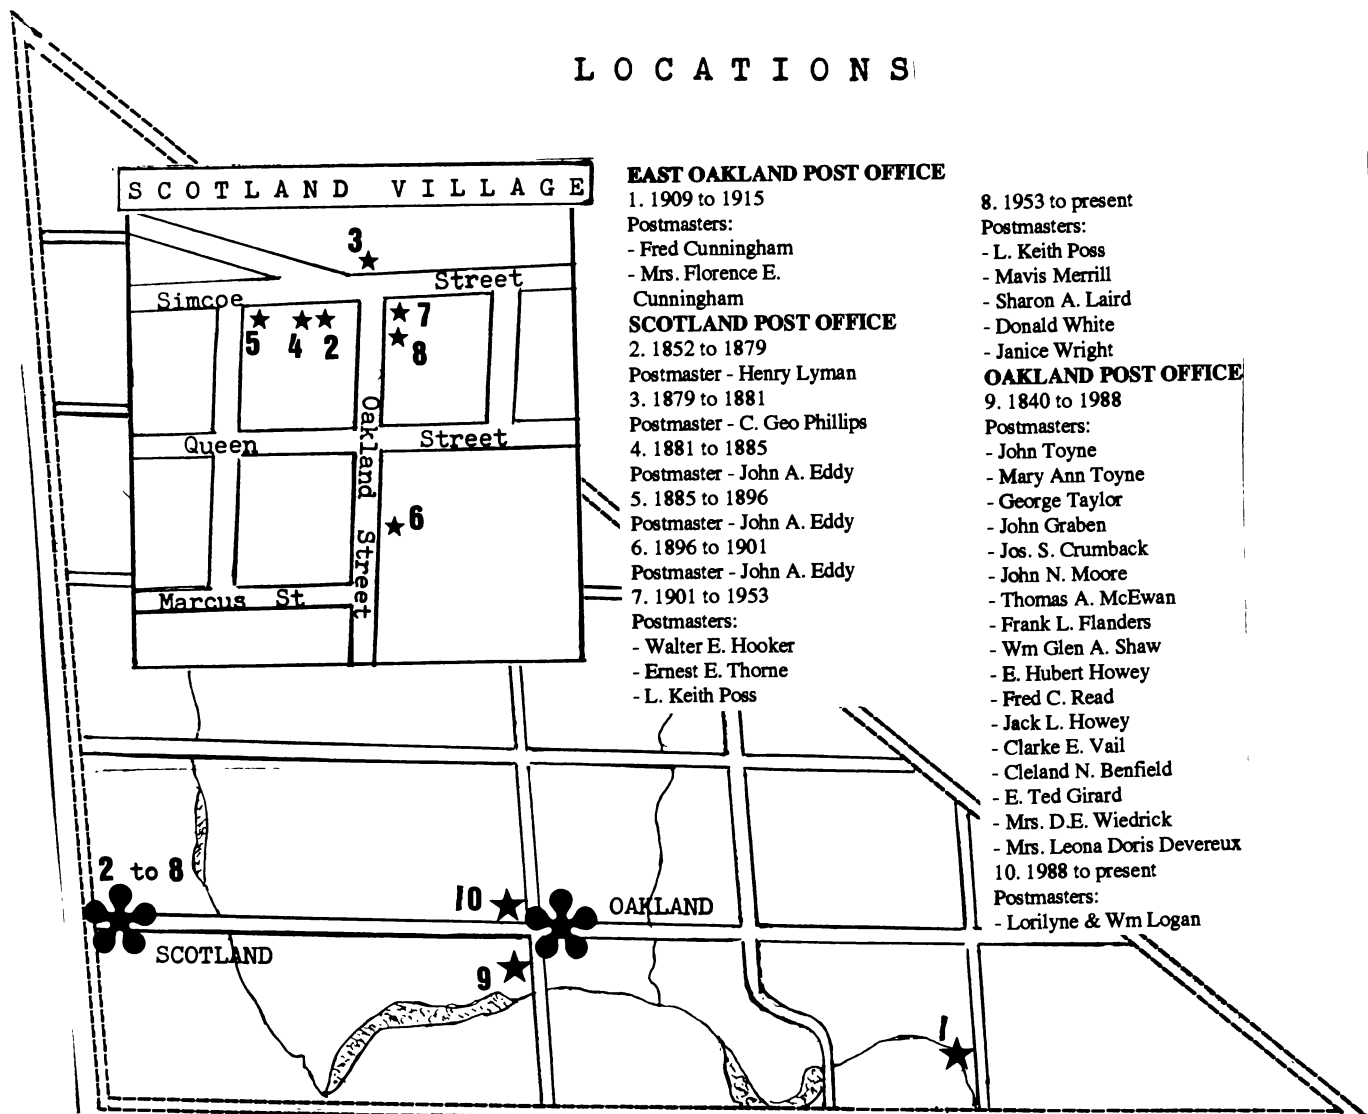 LOCATIONS
SCOTLAND VILLAGE
3
Street
Simcoe
7
5 4 2 8
Oakland Street
Queen Street
6
Marcus St
EAST OAKLAND POST OFFICE
1. 1909 to 1915
Postmasters:
- Fred Cunningham
- Mrs. Florence E.
Cunningham
SCOTLAND POST OFFICE
2. 1852 to 1879
Postmaster - Henry Lyman
3. 1879 to 1881
Postmaster - C. Geo Phillips
4. 1881 to 1885
Postmaster - John A. Eddy
5. 1885 to 1896
Postmaster - John A. Eddy
6. 1896 to 1901
Postmaster - John A. Eddy
7. 1901 to 1953
Postmasters:
- Walter E. Hooker
- Ernest E. Thorne
- L. Keith Poss
8. 1953 to present
Postmasters:
- L. Keith Poss
- Mavis Merrill
- Sharon A. Laird
- Donald White
- Janice Wright
OAKLAND POST OFFICE
9. 1840 to 1988
Postmasters:
- John Toyne
- Mary Ann Toyne
- George Taylor
- John Graben
- Jos. S. Crumback
- John N. Moore
- Thomas A. McEwan
- Frank L. Flanders
- Wm Glen A. Shaw
- E. Hubert Howey
- Fred C. Read
- Jack L. Howey
- Clarke E. Vail
- Cleland N. Benfield
- E. Ted Girard
- Mrs. D.E. Wiedrick
- Mrs. Leona Doris Devereux
10. 1988 to present
Postmasters:
- Lorilyne & Wm Logan
2 to 8
SCOTLAND
10
OAKLAND
9
1